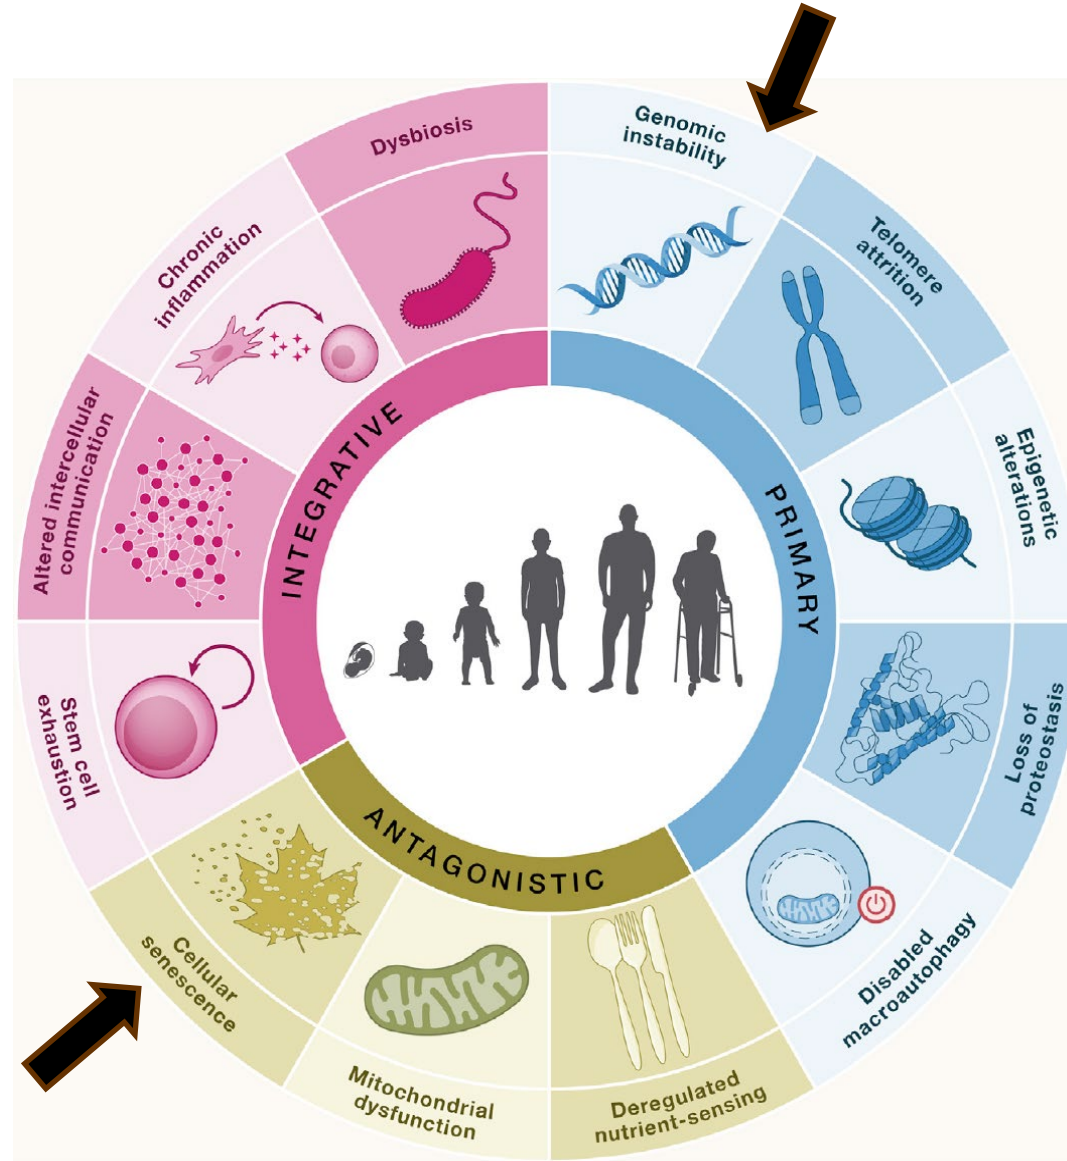 Dysbiosis
Genomic
instability
Telomere
attrition
Epigenetic
alterations
Loss of
proteostasis
Disabled
macroautophagy
Deregulated
nutrient-sensing
Mitochondrial
dysfunction
Cellular
senescence
Stem cell
exhaustion
Altered intercellular
communication
Chronic
inflammation
INTEGRATIVE
PRIMARY
ANTAGONISTIC